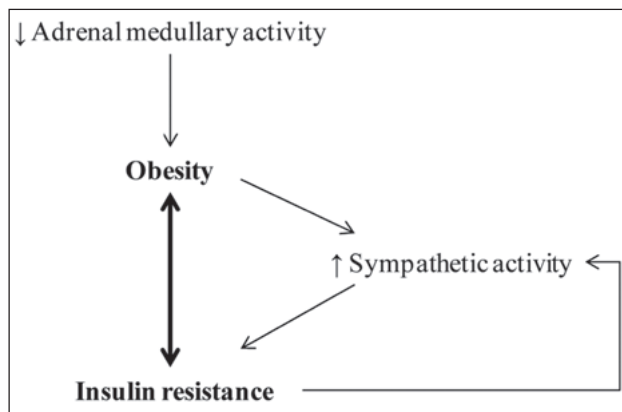 ↓ Adrenal medullary activity
Obesity
↑ Sympathetic activity
Insulin resistance